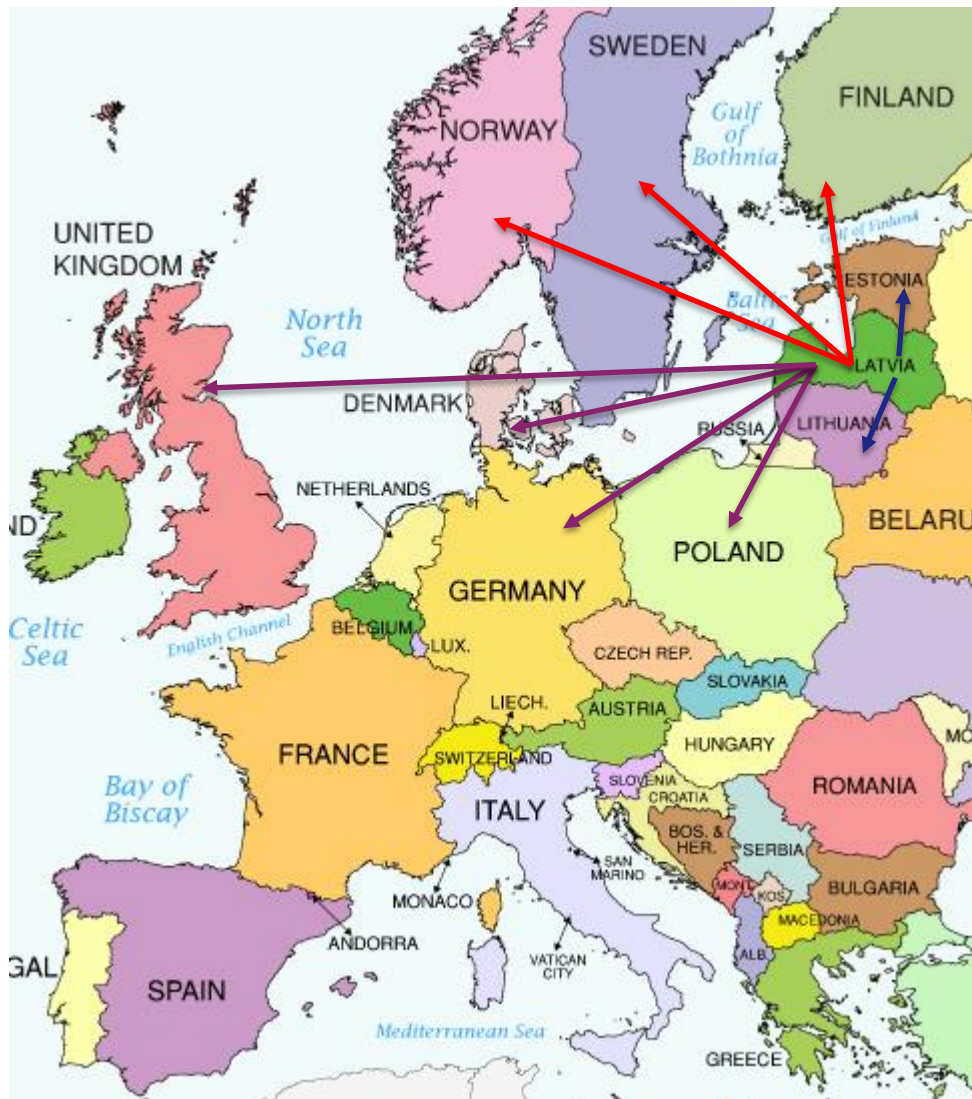 SWEDEN
FINLAND
NORWAY
Gulf
of
Bothnia
UNITED
KINGDOM
Gulf of Finland
ESTONIA
North
Sea
Baltic
Sea
LATVIA
DENMARK
LITHUANIA
RUSSIA
NETHERLANDS
ND
BELARU
POLAND
GERMANY
Celtic
Sea
English Channel
BELGIUM
LUX.
CZECH REP.
SLOVAKIA
LIECH.
AUSTRIA
FRANCE
SWITZERLAND
HUNGARY
MO
Bay of
Biscay
ITALY
SLOVENIA
CROATIA
ROMANIA
BOS. &
HER.
SERBIA
SAN
MARINO
MONACO
MONT.
KOS.
BULGARIA
ANDORRA
MACEDONIA
VATICAN
CITY
ALB.
GAL
SPAIN
Mediterranean Sea
GREECE